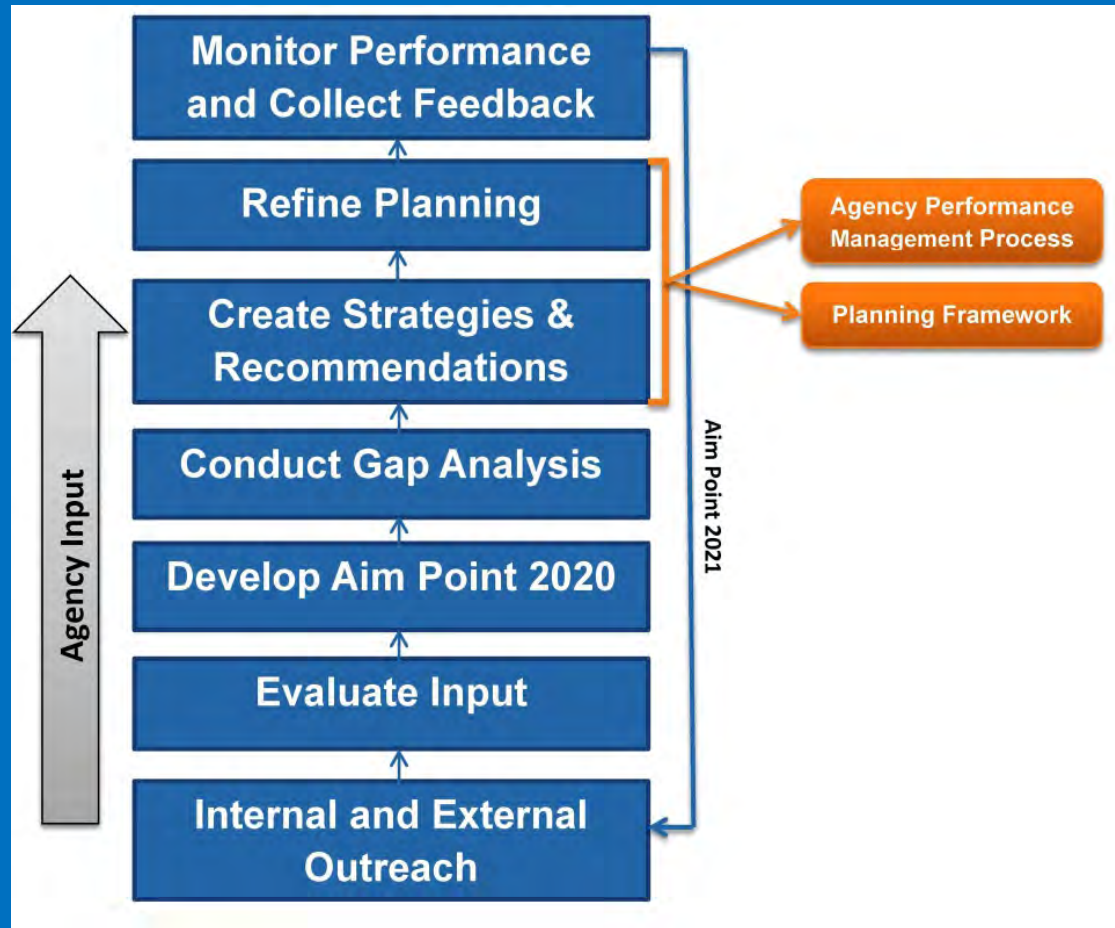 Monitor Performance
and Collect Feedback
Refine Planning
Agency Performance
Management Process
Create Strategies &
Recommendations
Planning Framework
Conduct Gap Analysis
Aim Point 2021
Agency Input
Develop Aim Point 2020
Evaluate Input
Internal and External
Outreach